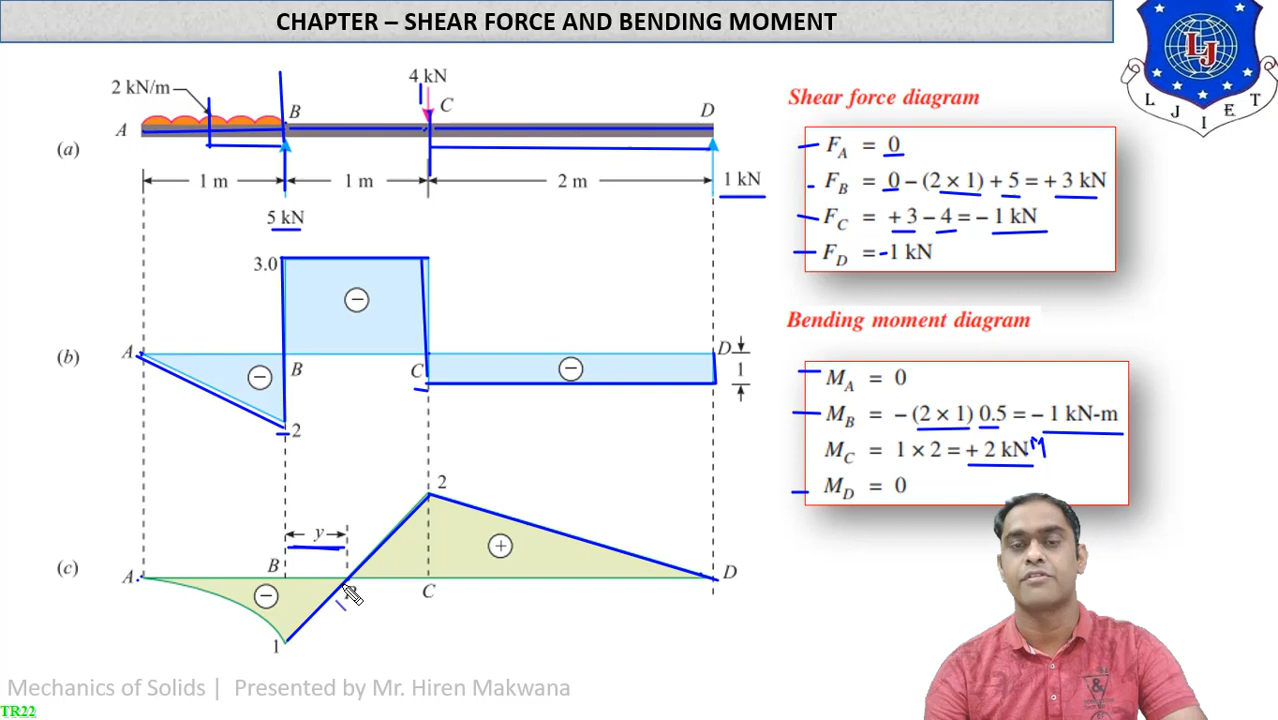 CHAPTER – SHEAR FORCE AND BENDING MOMENT
L J I E T
LJ
4 kN
2 kN/m
A B C D
(a)
1 m 1 m 2 m 1 kN
5 kN
3.0
−
(b) A B C D
− − 1
2
2
y
+
(c) A B C D
−
1
Shear force diagram
F_A = 0
F_B = 0 – (2 × 1) + 5 = + 3 kN
F_C = + 3 – 4 = – 1 kN
F_D = -1 kN
Bending moment diagram
M_A = 0
M_B = – (2 × 1) 0.5 = – 1 kN-m
M_C = 1 × 2 = + 2 kNM
M_D = 0
Mechanics of Solids | Presented by Mr. Hiren Makwana
TR22